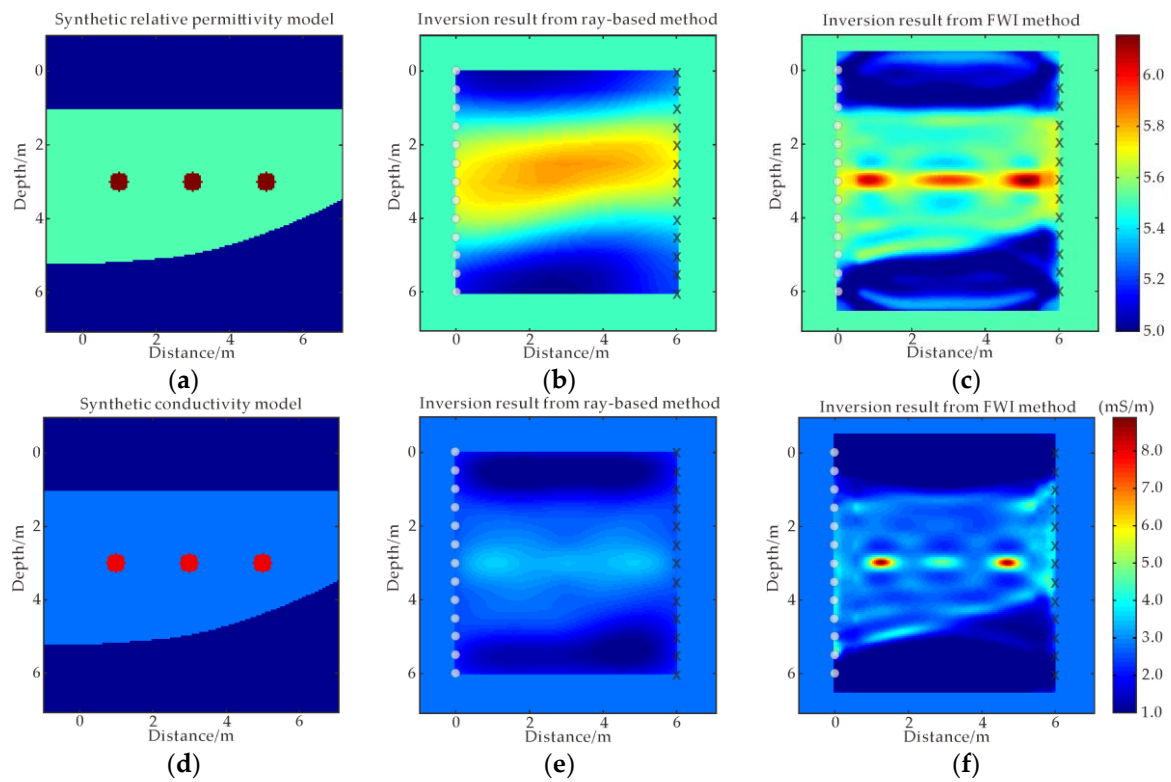 Synthetic relative permittivity model
Inversion result from ray-based method
Inversion result from FWI method
Depth/m
0
2
4
6
0 2 4 6
Distance/m
(a)
Depth/m
0
2
4
6
0 2 4 6
Distance/m
(b)
Depth/m
0
2
4
6
0 2 4 6
Distance/m
(c)
6.0
5.8
5.6
5.4
5.2
5.0
Synthetic conductivity model
Inversion result from ray-based method
Inversion result from FWI method
(mS/m)
Depth/m
0
2
4
6
0 2 4 6
Distance/m
(d)
Depth/m
0
2
4
6
0 2 4 6
Distance/m
(e)
Depth/m
0
2
4
6
0 2 4 6
Distance/m
(f)
8.0
7.0
6.0
5.0
4.0
3.0
2.0
1.0